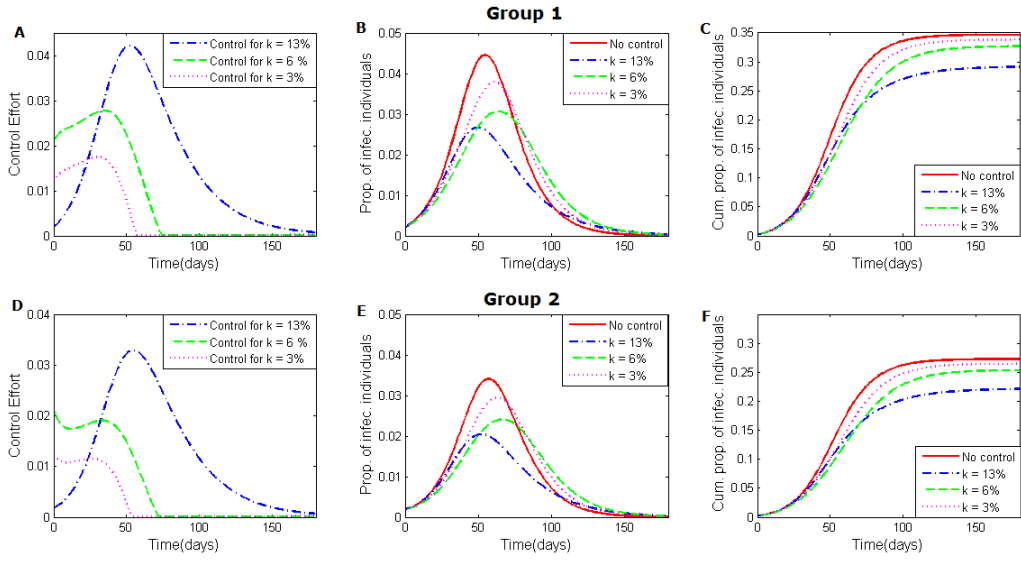 Group 1
A
Control Effort
0.04
0.03
0.02
0.01
0
0
50
100
150
Time(days)
Control for k = 13%
Control for k = 6 %
Control for k = 3%
B
Prop. of infec. individuals
0.05
0.04
0.03
0.02
0.01
0
0
50
100
150
Time(days)
No control
k = 13%
k = 6%
k = 3%
C
Cum. prop. of infec. individuals
0.35
0.3
0.25
0.2
0.15
0.1
0.05
0
0
50
100
150
Time(days)
No control
k = 13%
k = 6%
k = 3%
Group 2
D
Control Effort
0.04
0.03
0.02
0.01
0
0
50
100
150
Time(days)
Control for k = 13%
Control for k = 6 %
Control for k = 3%
E
Prop. of infec. individuals
0.05
0.04
0.03
0.02
0.01
0
0
50
100
150
Time(days)
No control
k = 13%
k = 6%
k = 3%
F
Cum. prop. of infec. individuals
0.35
0.3
0.25
0.2
0.15
0.1
0.05
0
0
50
100
150
Time(days)
No control
k = 13%
k = 6%
k = 3%